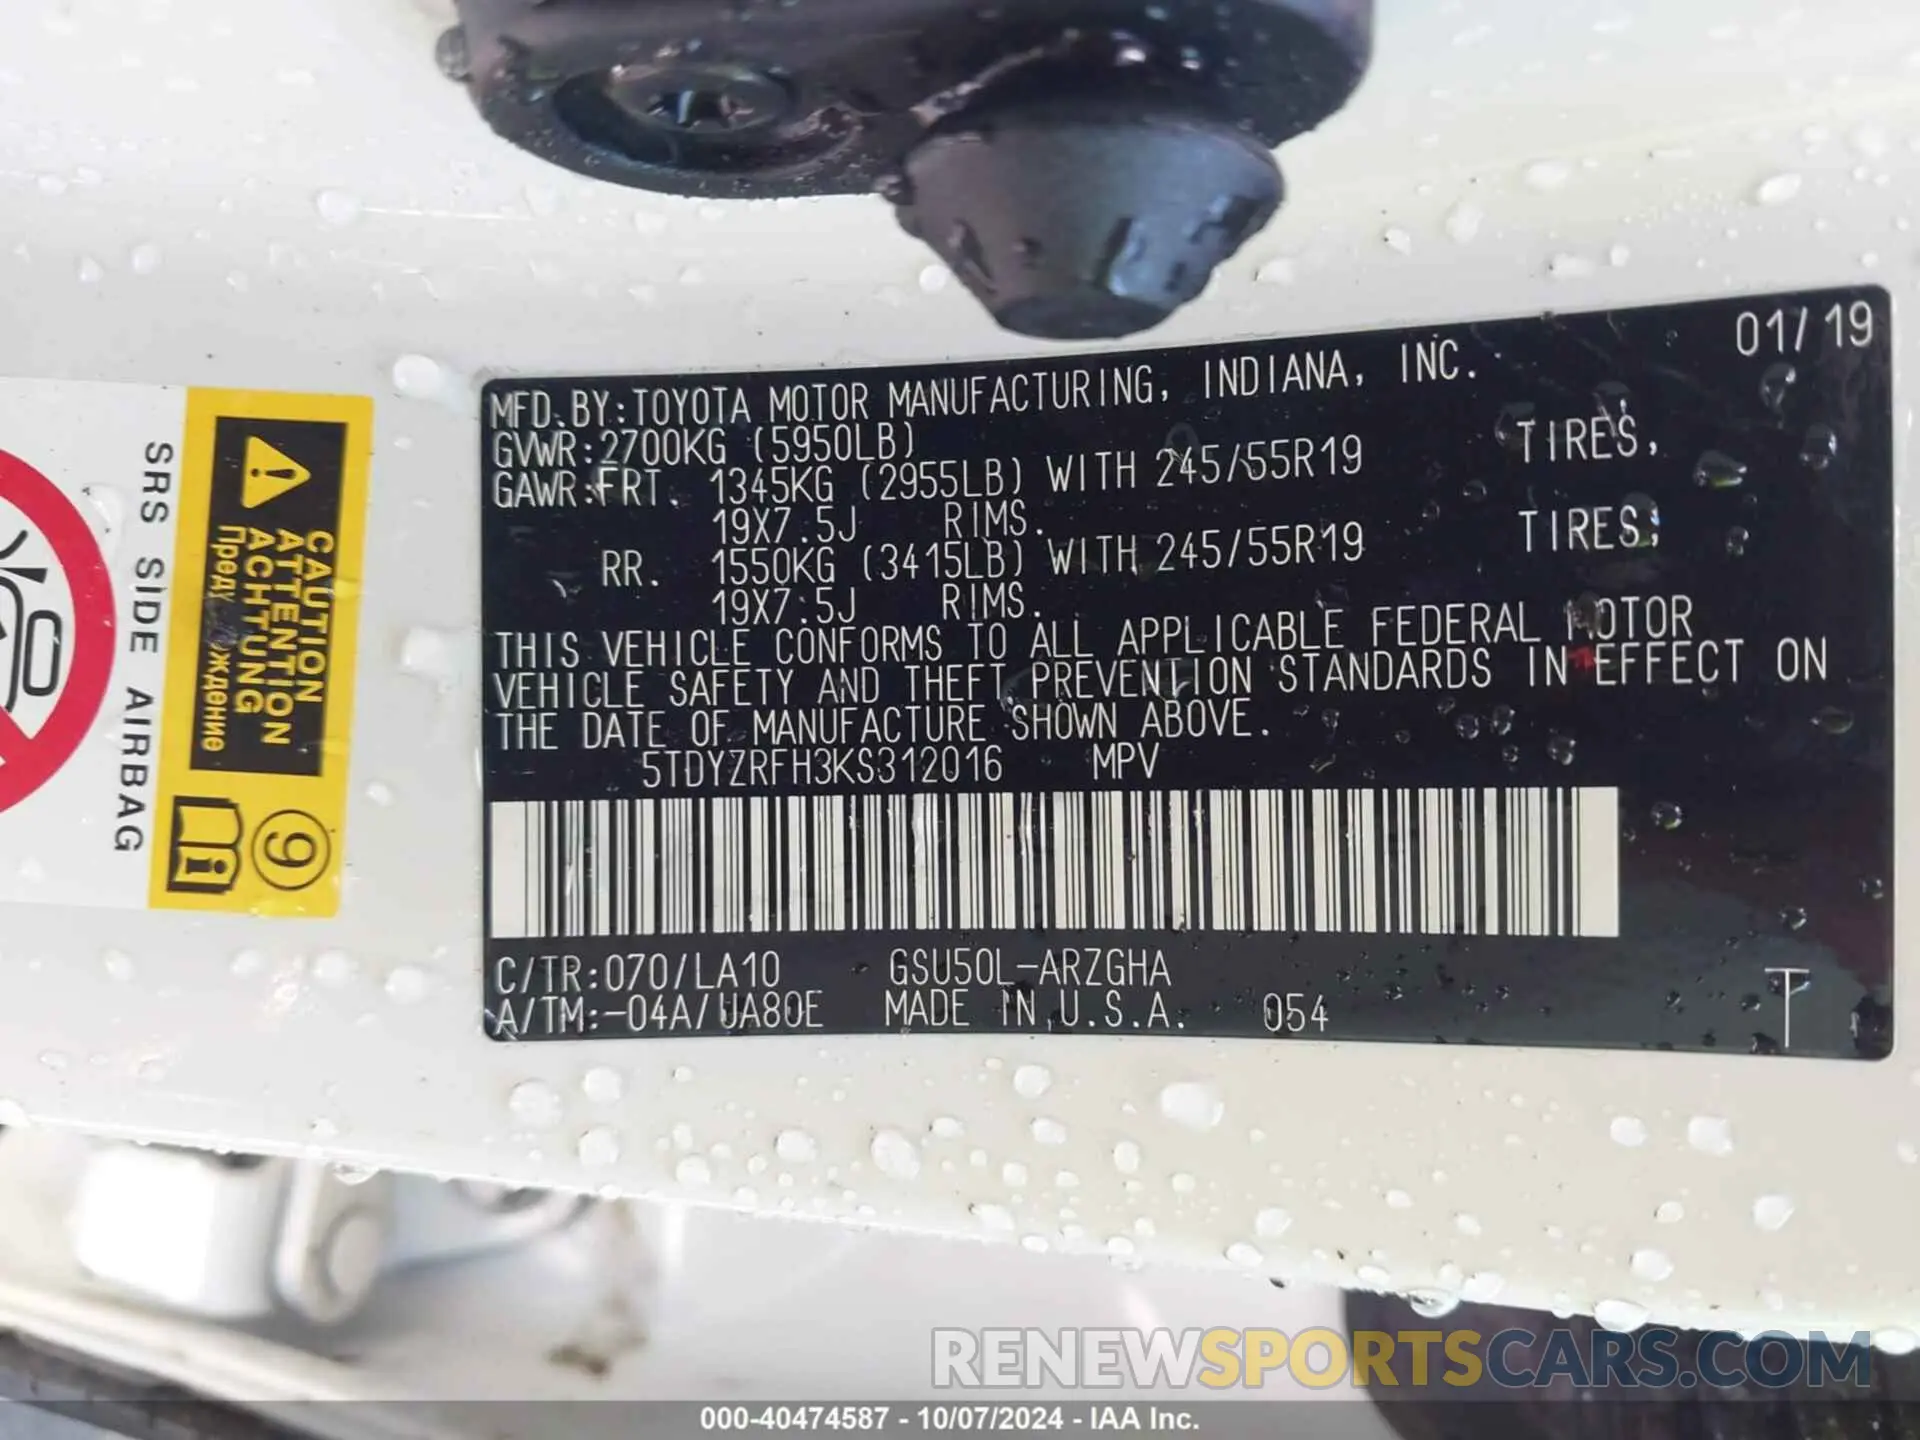 01/19
MFD.BY:TOYOTA MOTOR MANUFACTURING, INDIANA, INC.
GVWR:2700KG (5950LB)
GAWR:FRT. 1345KG (2955LB) WITH 245/55R19 TIRES,
19X7.5J RIMS.
RR. 1550KG (3415LB) WITH 245/55R19 TIRES,
19X7.5J RIMS.
THIS VEHICLE CONFORMS TO ALL APPLICABLE FEDERAL MOTOR
VEHICLE SAFETY AND THEFT PREVENTION STANDARDS IN EFFECT ON
THE DATE OF MANUFACTURE SHOWN ABOVE.
5TDYZRFH3KS312016 MPV
C/TR:070/LA10 GSU50L-ARZGHA
A/TM:-04A/UA80E MADE IN U.S.A. 054
T
CAUTION
ATTENTION
ACHTUNG
SRS SIDE AIRBAG
9
i
RENEWSPORTSCARS.COM
000-40474587 - 10/07/2024 - IAA Inc.